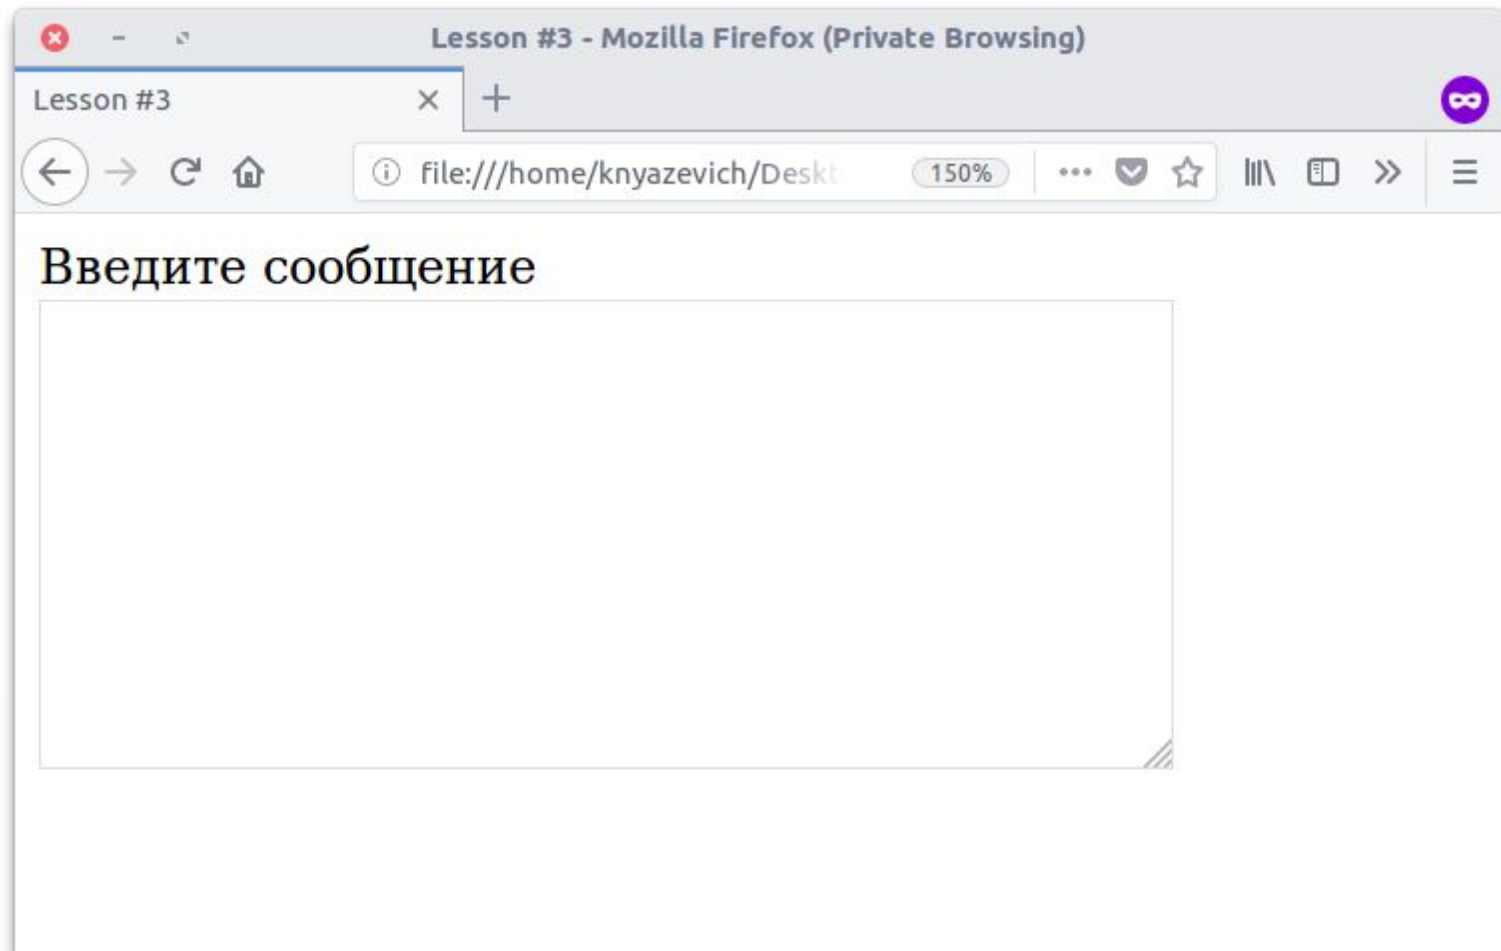 Lesson #3 - Mozilla Firefox (Private Browsing)
Lesson #3
file:///home/knyazevich/Deskt
150%
Введите сообщение